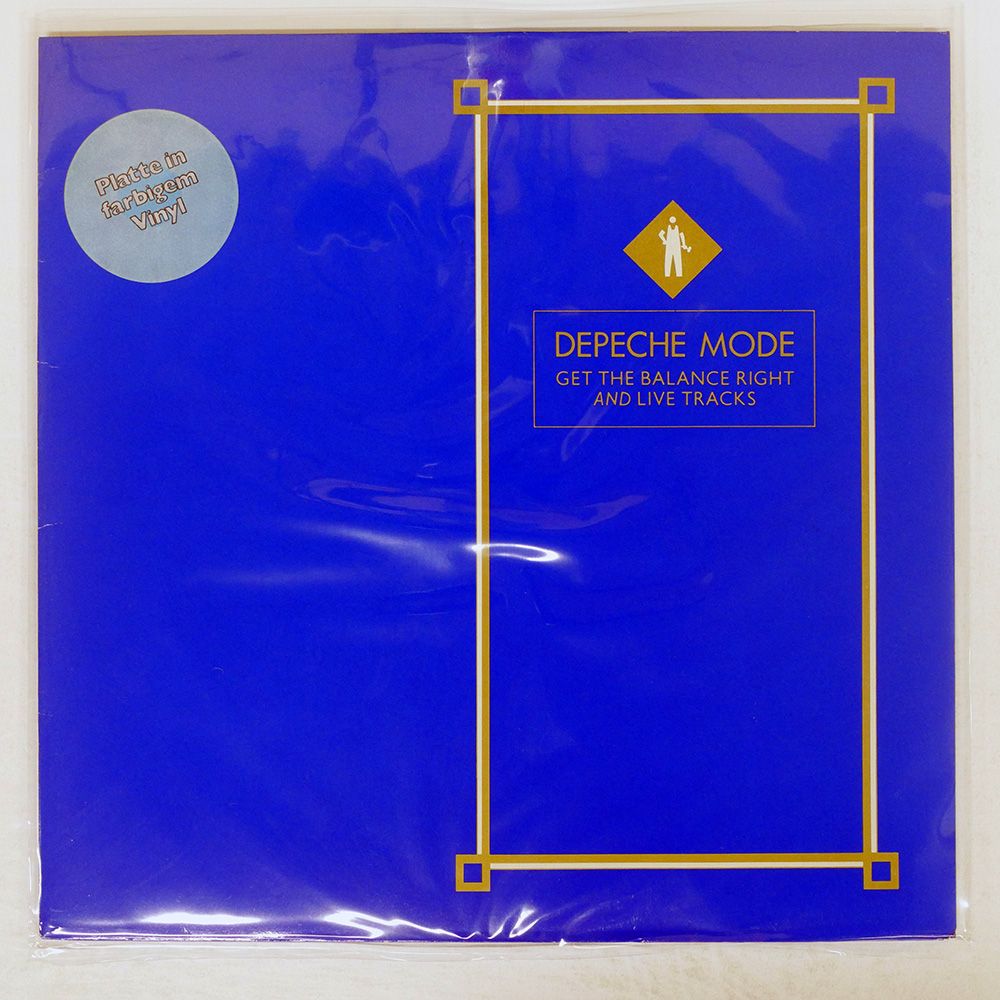 Platte in
farbigem
Vinyl
DEPECHE MODE
GET THE BALANCE RIGHT
AND LIVE TRACKS